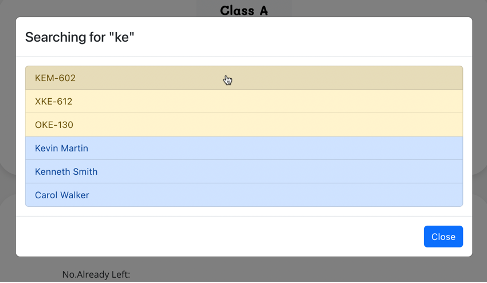 Class A
Searching for "ke"
KEM-602
XKE-612
OKE-130
Kevin Martin
Kenneth Smith
Carol Walker
Close
No.Already Left: